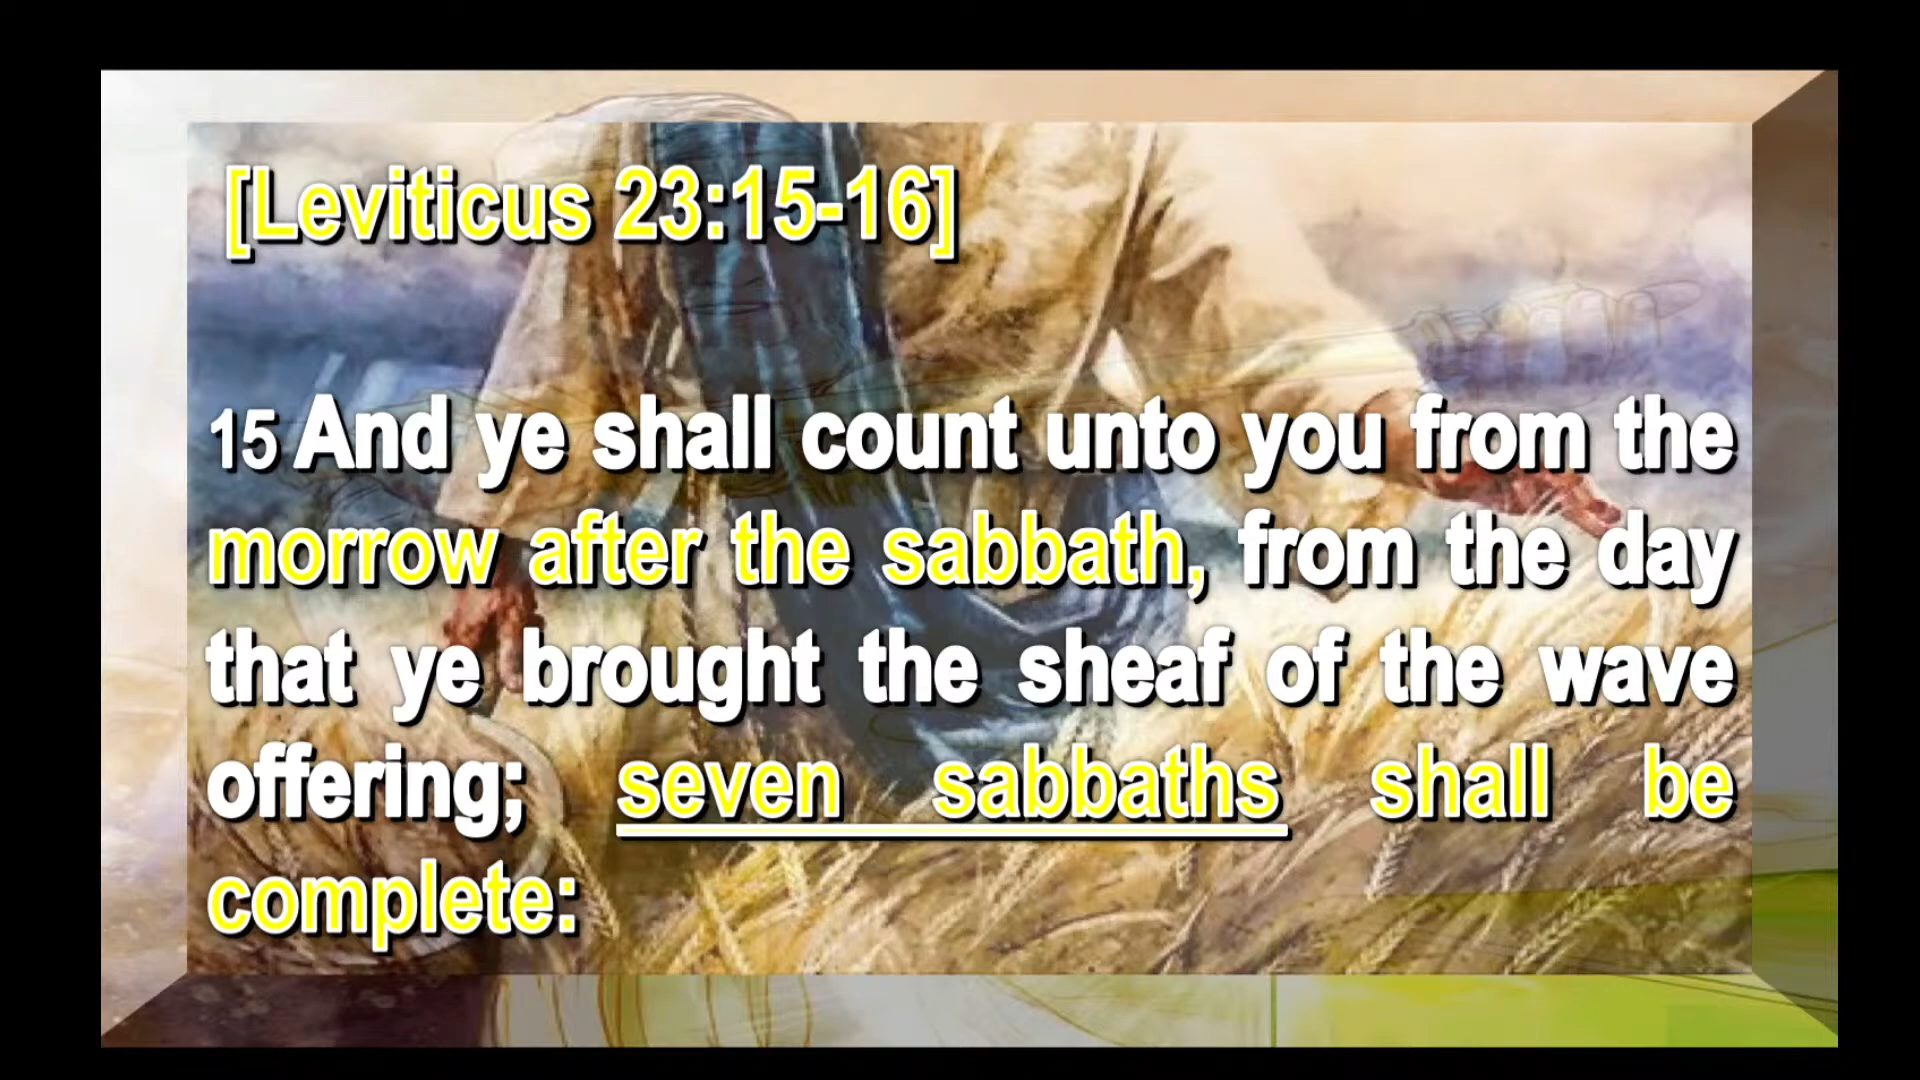 [Leviticus 23:15-16]
15 And ye shall count unto you from the
morrow after the sabbath, from the day
that ye brought the sheaf of the wave
offering; seven sabbaths shall be
complete: